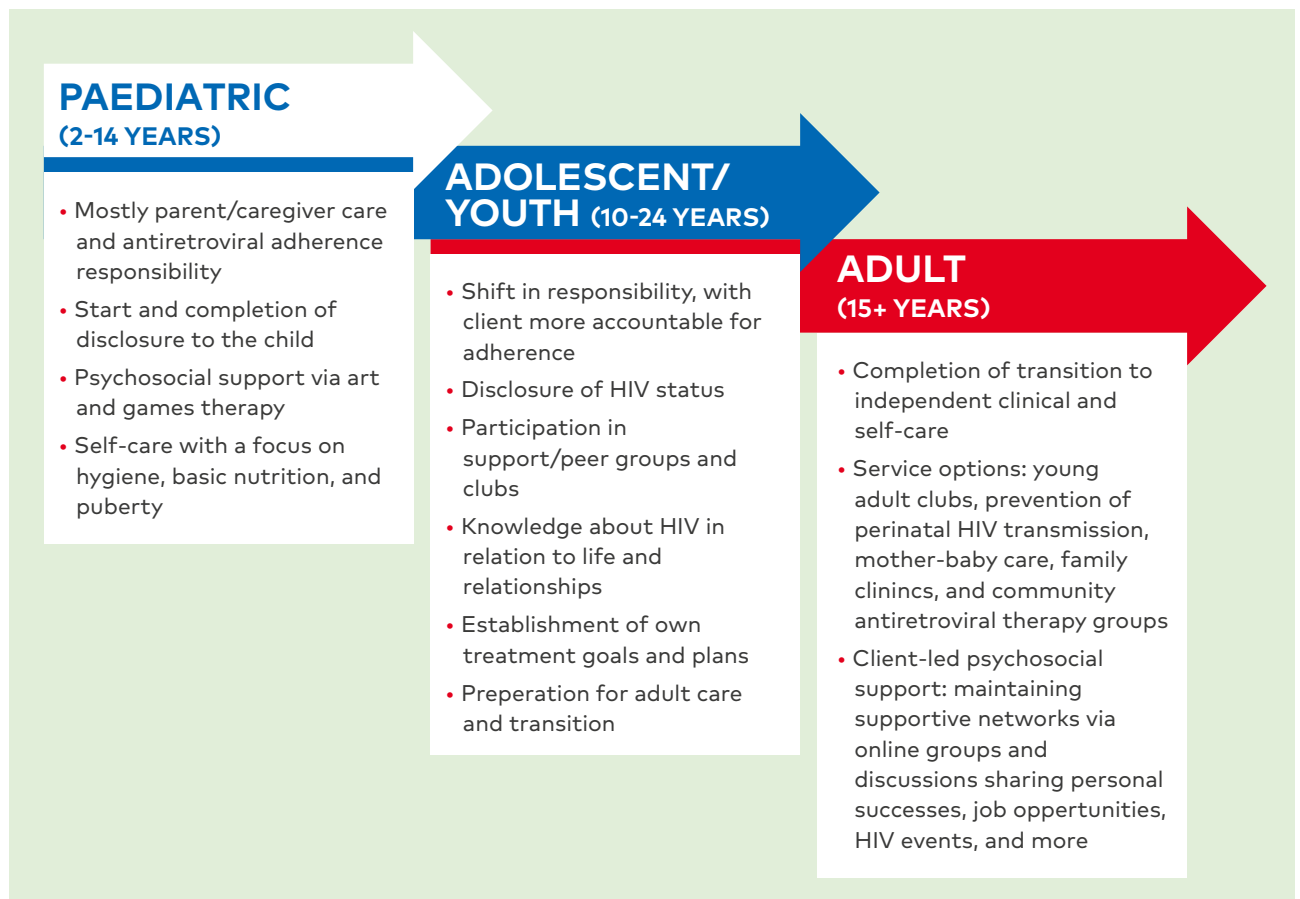 PAEDIATRIC
(2-14 YEARS)
• Mostly parent/caregiver care
and antiretroviral adherence
responsibility
• Start and completion of
disclosure to the child
• Psychosocial support via art
and games therapy
• Self-care with a focus on
hygiene, basic nutrition, and
puberty
ADOLESCENT/
YOUTH (10-24 YEARS)
• Shift in responsibility, with
client more accountable for
adherence
• Disclosure of HIV status
• Participation in
support/peer groups and
clubs
• Knowledge about HIV in
relation to life and
relationships
• Establishment of own
treatment goals and plans
• Preperation for adult care
and transition
ADULT
(15+ YEARS)
• Completion of transition to
independent clinical and
self-care
• Service options: young
adult clubs, prevention of
perinatal HIV transmission,
mother-baby care, family
clinincs, and community
antiretroviral therapy groups
• Client-led psychosocial
support: maintaining
supportive networks via
online groups and
discussions sharing personal
successes, job oppertunities,
HIV events, and more